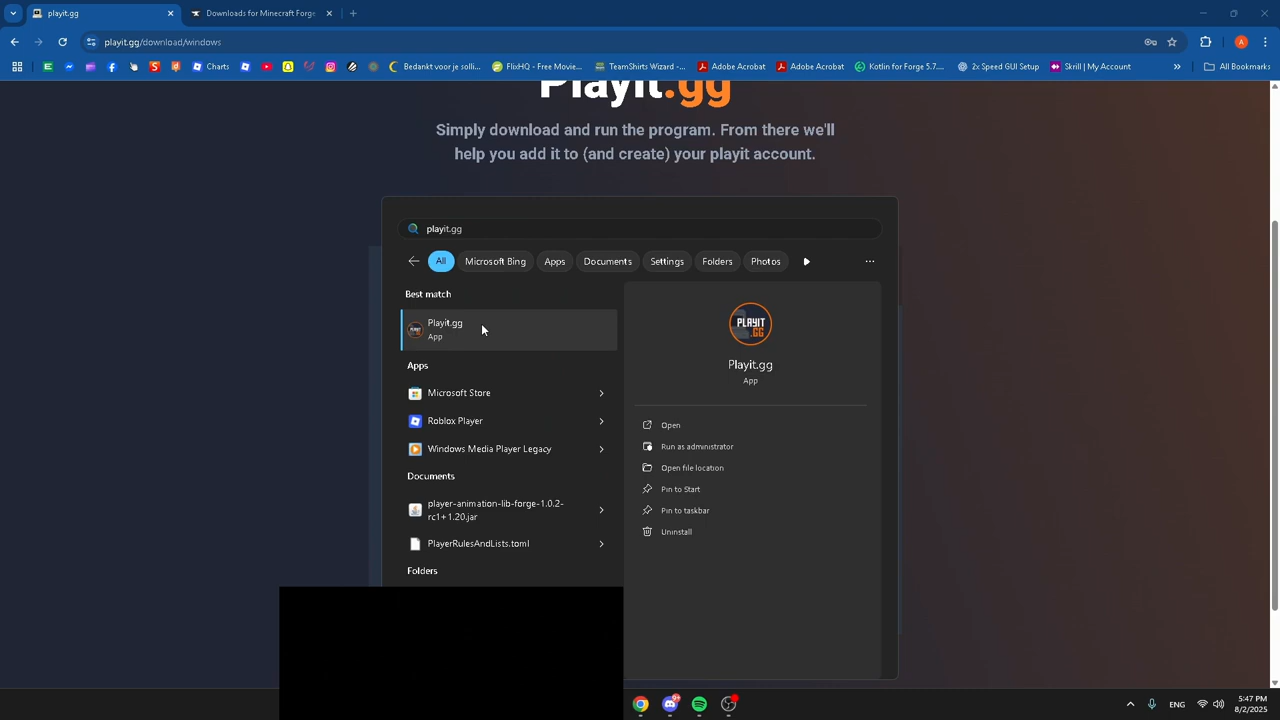 playit.gg
Downloads for Minecraft Forge
playit.gg/download/windows
A
Charts
Bedankt voor je solli...
FlixHQ - Free Movie...
TeamShirts Wizard -...
Adobe Acrobat
Adobe Acrobat
Kotlin for Forge 5.7....
2x Speed GUI Setup
Skrill | My Account
All Bookmarks
Playit.gg
Simply download and run the program. From there we'll
help you add it to (and create) your playit account.
playit.gg
All
Microsoft Bing
Apps
Documents
Settings
Folders
Photos
Best match
Playit.gg
App
Apps
Microsoft Store
Roblox Player
Windows Media Player Legacy
Documents
player-animation-lib-forge-1.0.2-
rc1+1.20.jar
PlayerRulesAndLists.toml
Folders
PLAYIT
.GG
Playit.gg
App
Open
Run as administrator
Open file location
Pin to Start
Pin to taskbar
Uninstall
9+
ENG
5:47 PM
8/2/2025